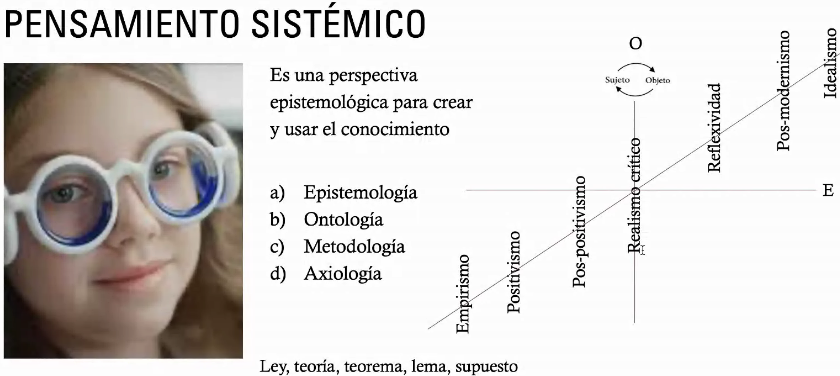 PENSAMIENTO SISTÉMICO
Es una perspectiva
epistemológica para crear
y usar el conocimiento
a) Epistemología
b) Ontología
c) Metodología
d) Axiología
Ley, teoría, teorema, lema, supuesto
O
Sujeto Objeto
E
Empirismo
Positivismo
Pos-positivismo
Realismo crítico
Reflexividad
Pos-modernismo
Idealismo